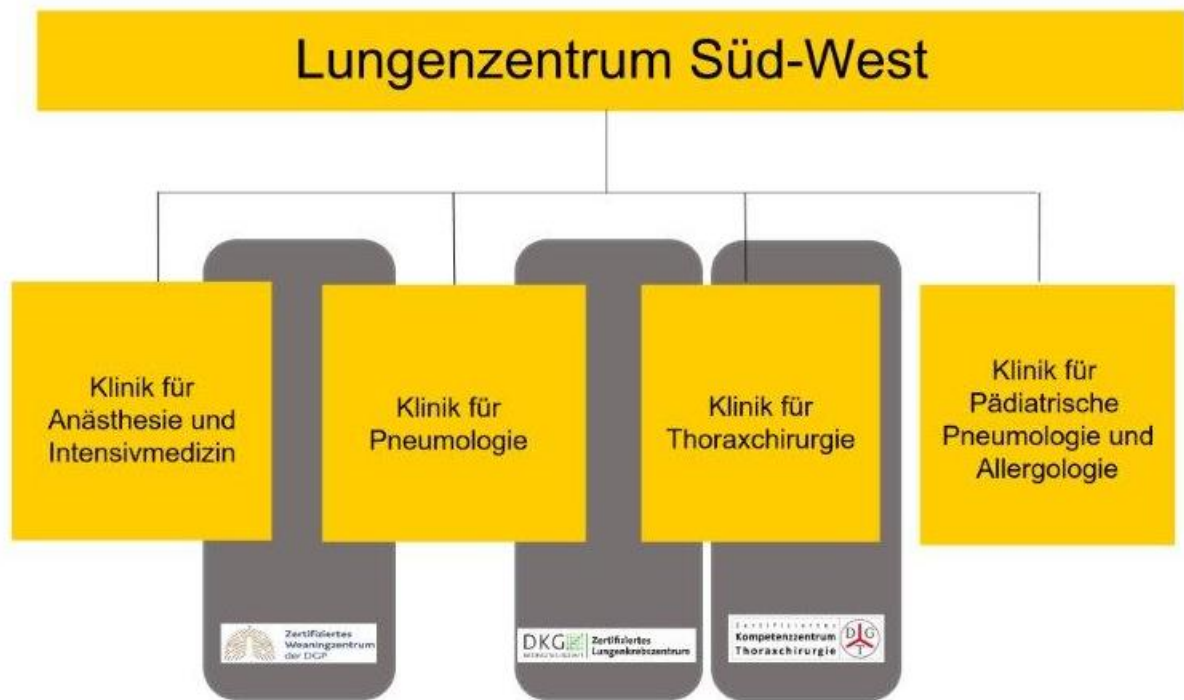 Lungenzentrum Süd-West
Klinik für
Anästhesie und
Intensivmedizin
Klinik für
Pneumologie
Klinik für
Thoraxchirurgie
Klinik für
Pädiatrische
Pneumologie und
Allergologie
Zertifiziertes
Weaningzentrum
der DGP
DKG
Zertifiziertes
Lungenkrebszentrum
Zertifiziertes
Kompetenzzentrum
Thoraxchirurgie
D G
T